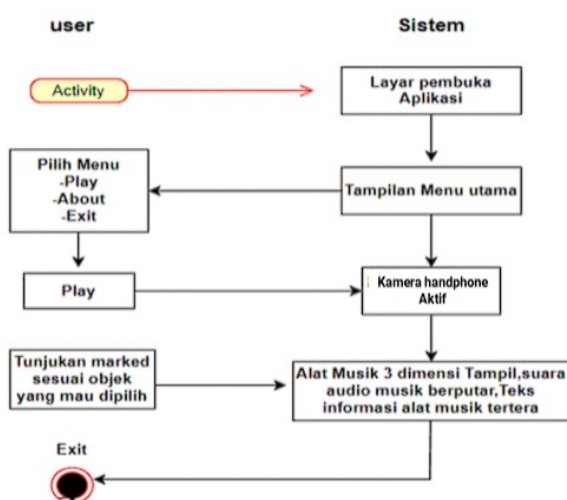 user
Sistem
Activity
Layar pembuka
Aplikasi
Pilih Menu
-Play
-About
-Exit
Tampilan Menu utama
Play
Kamera handphone
Aktif
Tunjukan marked
sesuai objek
yang mau dipilih
Alat Musik 3 dimensi Tampil,suara
audio musik berputar,Teks
informasi alat musik tertera
Exit